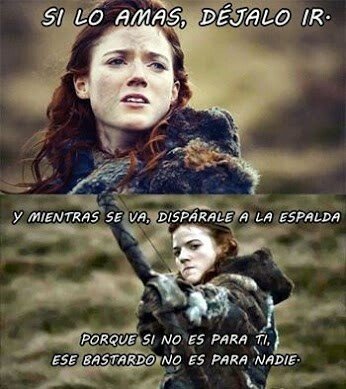 SI LO AMAS, DÉJALO IR.
Y MIENTRAS SE VA, DISPÁRALE A LA ESPALDA
PORQUE SI NO ES PARA TI,
ESE BASTARDO NO ES PARA NADIE.